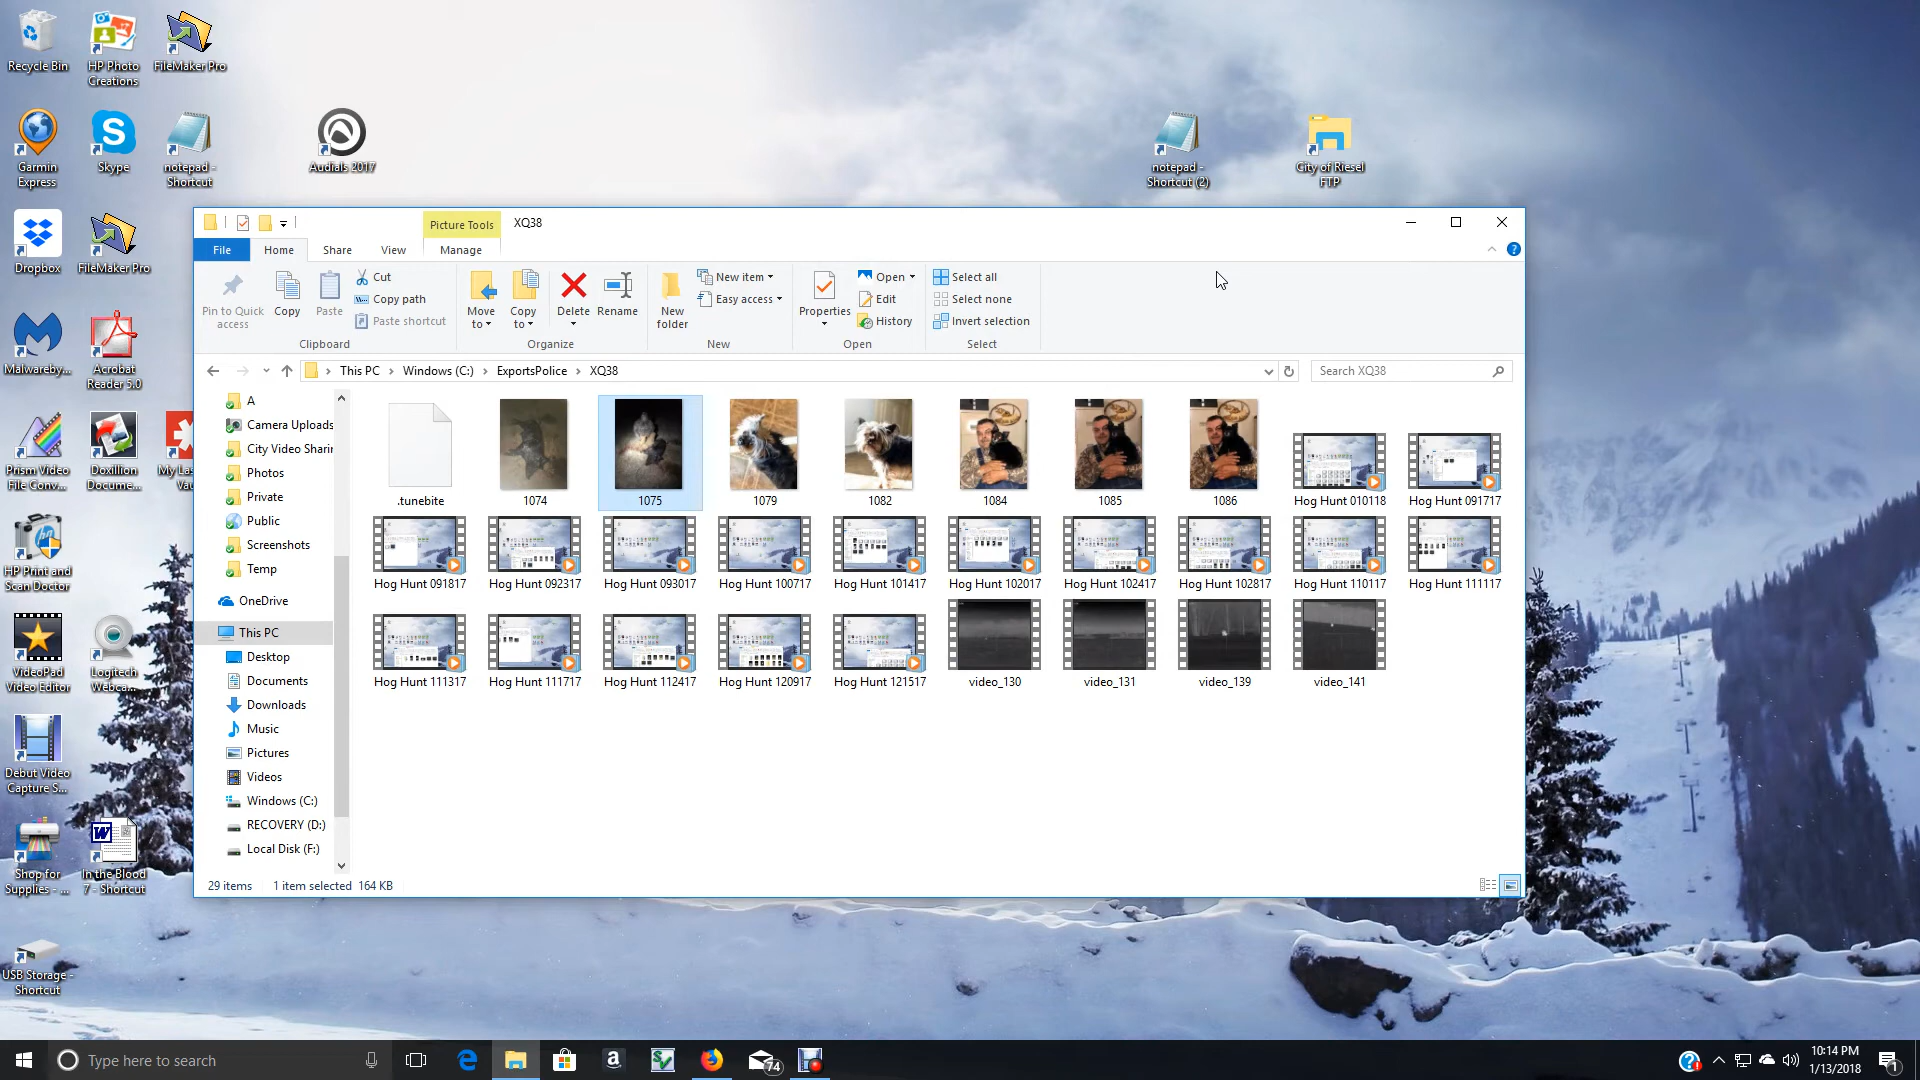 Recycle Bin
HP Photo
Creations
FileMaker Pro
Garmin
Express
Skype
notepad -
Shortcut
Audials 2017
notepad -
Shortcut (2)
City of Riesel
FTP
Dropbox
FileMaker Pro
Malwareby...
Acrobat
Reader 5.0
Prism Video
File Conv...
Doxillion
Docume...
HP Print and
Scan Doctor
VideoPad
Video Editor
Logitech
Webca...
Debut Video
Capture S...
Shop for
Supplies - ...
In the Blood
7 - Shortcut
USB Storage -
Shortcut
Picture Tools
XQ38
File
Home
Share
View
Manage
Pin to Quick
access
Copy
Paste
Cut
Copy path
Paste shortcut
Clipboard
Move
to
Copy
to
Delete
Rename
Organize
New
folder
New item
Easy access
New
Properties
Open
Edit
History
Open
Select all
Select none
Invert selection
Select
This PC
Windows (C:)
ExportsPolice
XQ38
Search XQ38
A
Camera Uploads
City Video Sharin
Photos
Private
Public
Screenshots
Temp
OneDrive
This PC
Desktop
Documents
Downloads
Music
Pictures
Videos
Windows (C:)
RECOVERY (D:)
Local Disk (F:)
.tunebite
1074
1075
1079
1082
1084
1085
1086
Hog Hunt 010118
Hog Hunt 091717
Hog Hunt 091817
Hog Hunt 092317
Hog Hunt 093017
Hog Hunt 100717
Hog Hunt 101417
Hog Hunt 102017
Hog Hunt 102417
Hog Hunt 102817
Hog Hunt 110117
Hog Hunt 111117
Hog Hunt 111317
Hog Hunt 111717
Hog Hunt 112417
Hog Hunt 120917
Hog Hunt 121517
video_130
video_131
video_139
video_141
29 items
1 item selected 164 KB
Type here to search
74
10:14 PM
1/13/2018
1